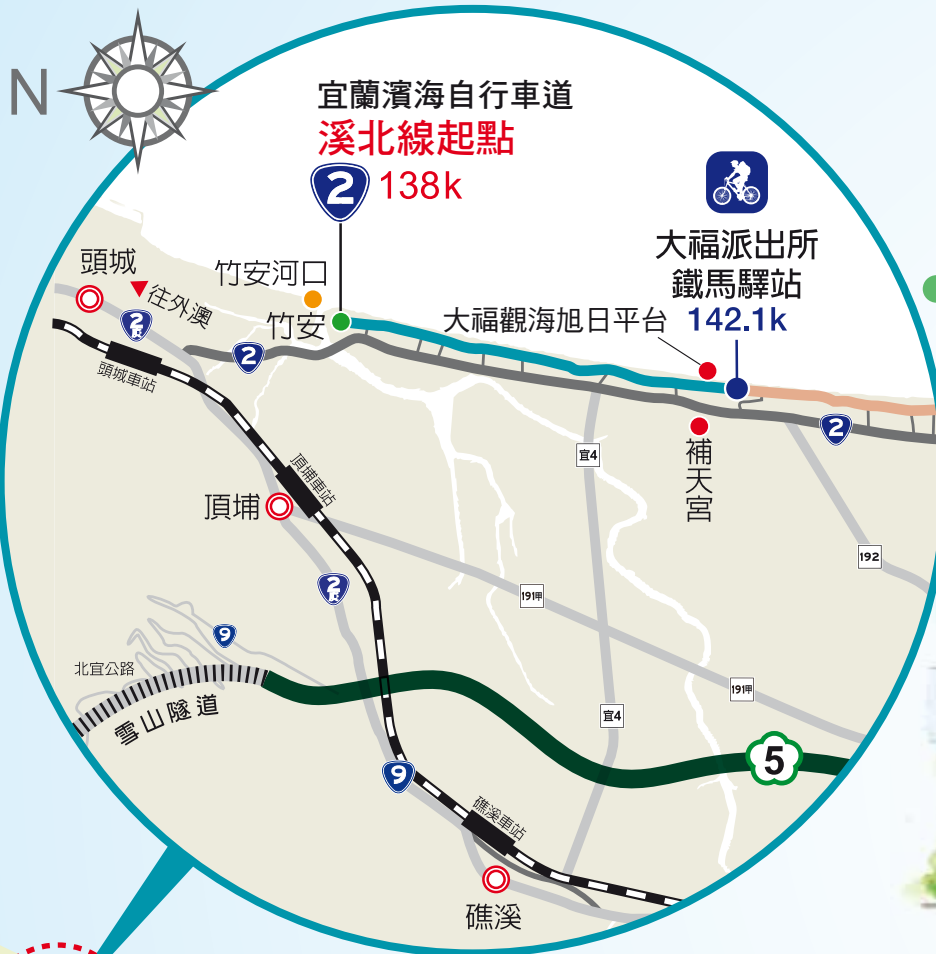 N
宜蘭濱海自行車道
溪北線起點
2 138k
大福派出所
鐵馬驛站
142.1k
頭城
往外澳
竹安河口
竹安
大福觀海旭日平台
2
2
2
頭城車站
補天宮
宜4
頂埔車站
頂埔
192
191甲
9
北宜公路
雪山隧道
191甲
宜4
5
9
礁溪車站
礁溪